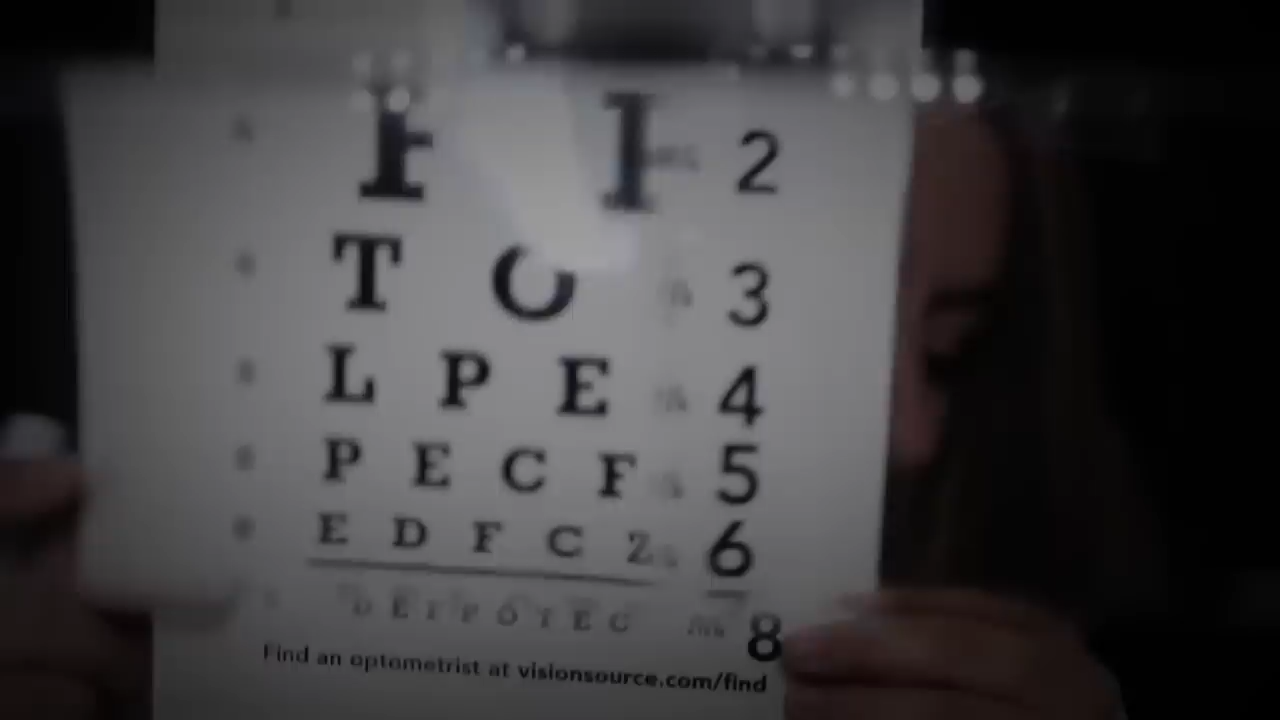 2
T O 3
L P E 4
P E C F 5
E D F C Z 6
8
Find an optometrist at visionsource.com/find